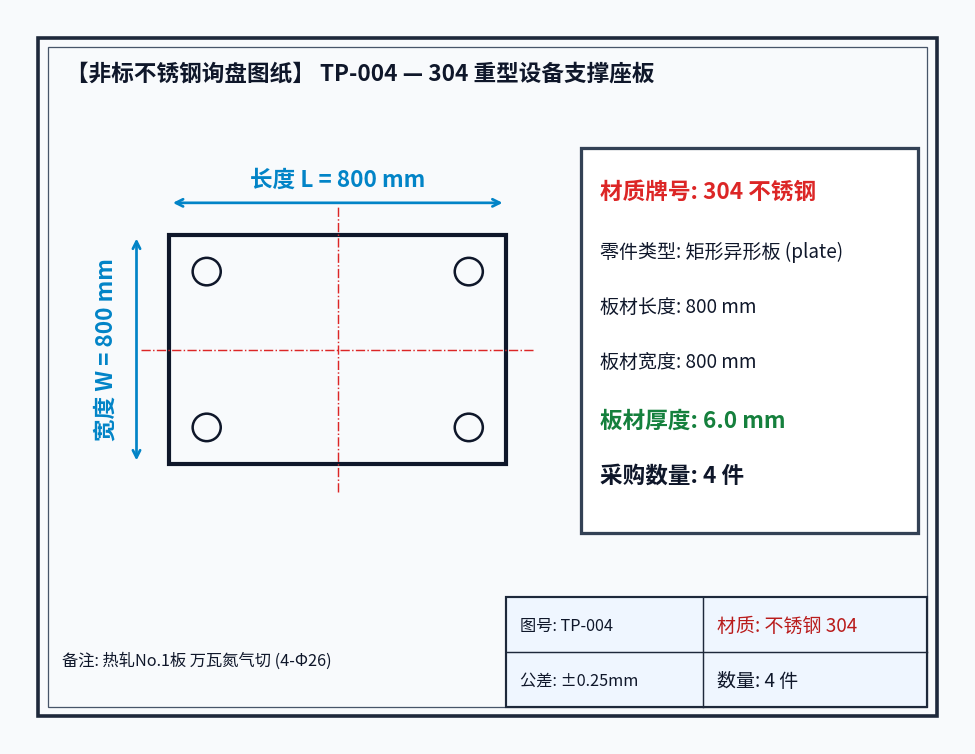 【非标不锈钢询盘图纸】 TP-004 — 304 重型设备支撑座板
长度 L = 800 mm
宽度 W = 800 mm
材质牌号: 304 不锈钢
零件类型: 矩形异形板 (plate)
板材长度: 800 mm
板材宽度: 800 mm
板材厚度: 6.0 mm
采购数量: 4 件
备注: 热轧No.1板 万瓦氮气切 (4-Φ26)
图号: TP-004
材质: 不锈钢 304
公差: ±0.25mm
数量: 4 件